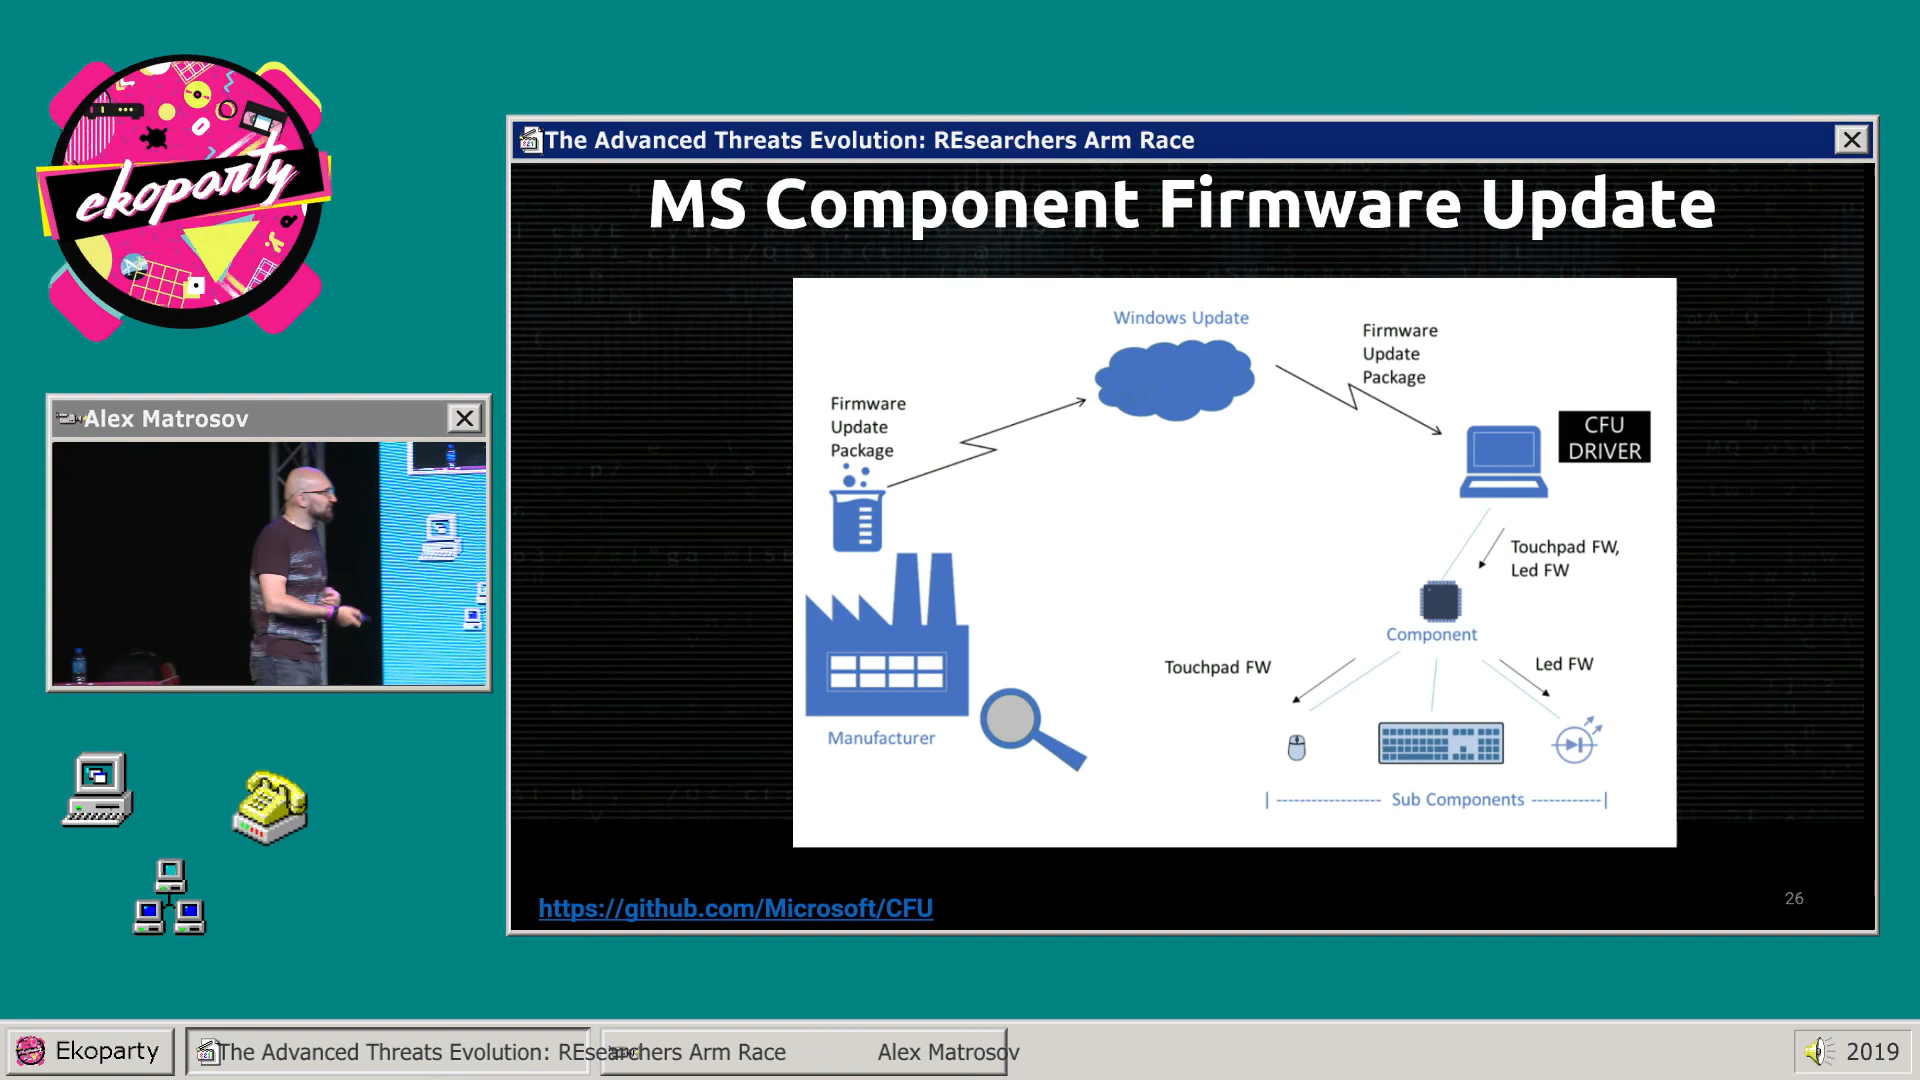 ekoparty
The Advanced Threats Evolution: REsearchers Arm Race
MS Component Firmware Update
Windows Update
Firmware
Update
Package
Firmware
Update
Package
CFU
DRIVER
Touchpad FW,
Led FW
Component
Touchpad FW
Led FW
Manufacturer
|----------------- Sub Components -----------|
https://github.com/Microsoft/CFU
26
Alex Matrosov
Ekoparty
The Advanced Threats Evolution: REsearchers Arm Race
Alex Matrosov
2019